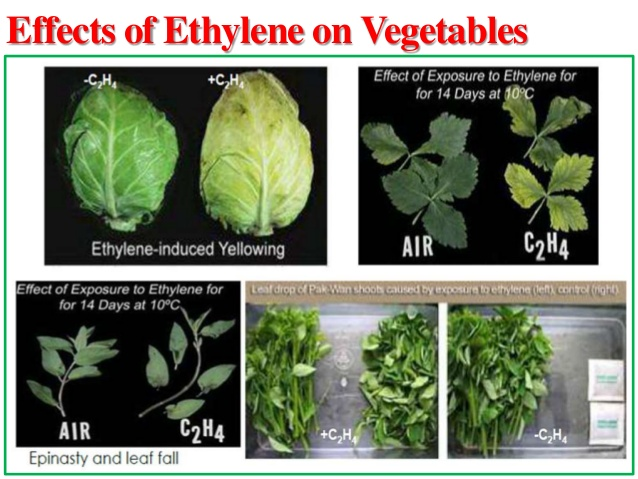 Effects of Ethylene on Vegetables
-C₂H₄
+C₂H₄
Ethylene-induced Yellowing
Effect of Exposure to Ethylene for
for 14 Days at 10ºC
AIR
C₂H₄
Effect of Exposure to Ethylene for
for 14 Days at 10ºC
AIR
C₂H₄
Epinasty and leaf fall
Leaf drop of Pak-Wan shoots caused by exposure to ethylene (left), control (right).
+C₂H₄
-C₂H₄